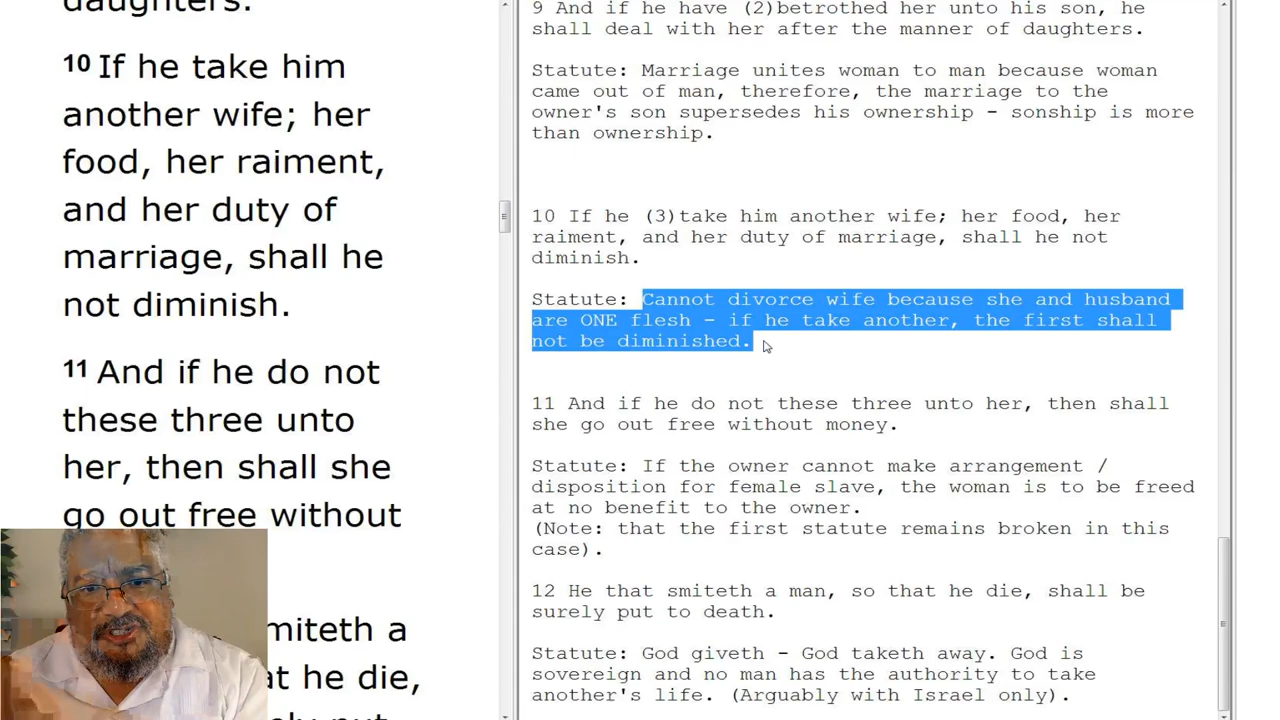 daughters.
10 If he take him
another wife; her
food, her raiment,
and her duty of
marriage, shall he
not diminish.
11 And if he do not
these three unto
her, then shall she
go out free without
miteth a
at he die,
9 And if he have (2)betrothed her unto his son, he
shall deal with her after the manner of daughters.
Statute: Marriage unites woman to man because woman
came out of man, therefore, the marriage to the
owner's son supersedes his ownership - sonship is more
than ownership.
10 If he (3)take him another wife; her food, her
raiment, and her duty of marriage, shall he not
diminish.
Statute: Cannot divorce wife because she and husband
are ONE flesh - if he take another, the first shall
not be diminished.
11 And if he do not these three unto her, then shall
she go out free without money.
Statute: If the owner cannot make arrangement /
disposition for female slave, the woman is to be freed
at no benefit to the owner.
(Note: that the first statute remains broken in this
case).
12 He that smiteth a man, so that he die, shall be
surely put to death.
Statute: God giveth - God taketh away. God is
sovereign and no man has the authority to take
another's life. (Arguably with Israel only).